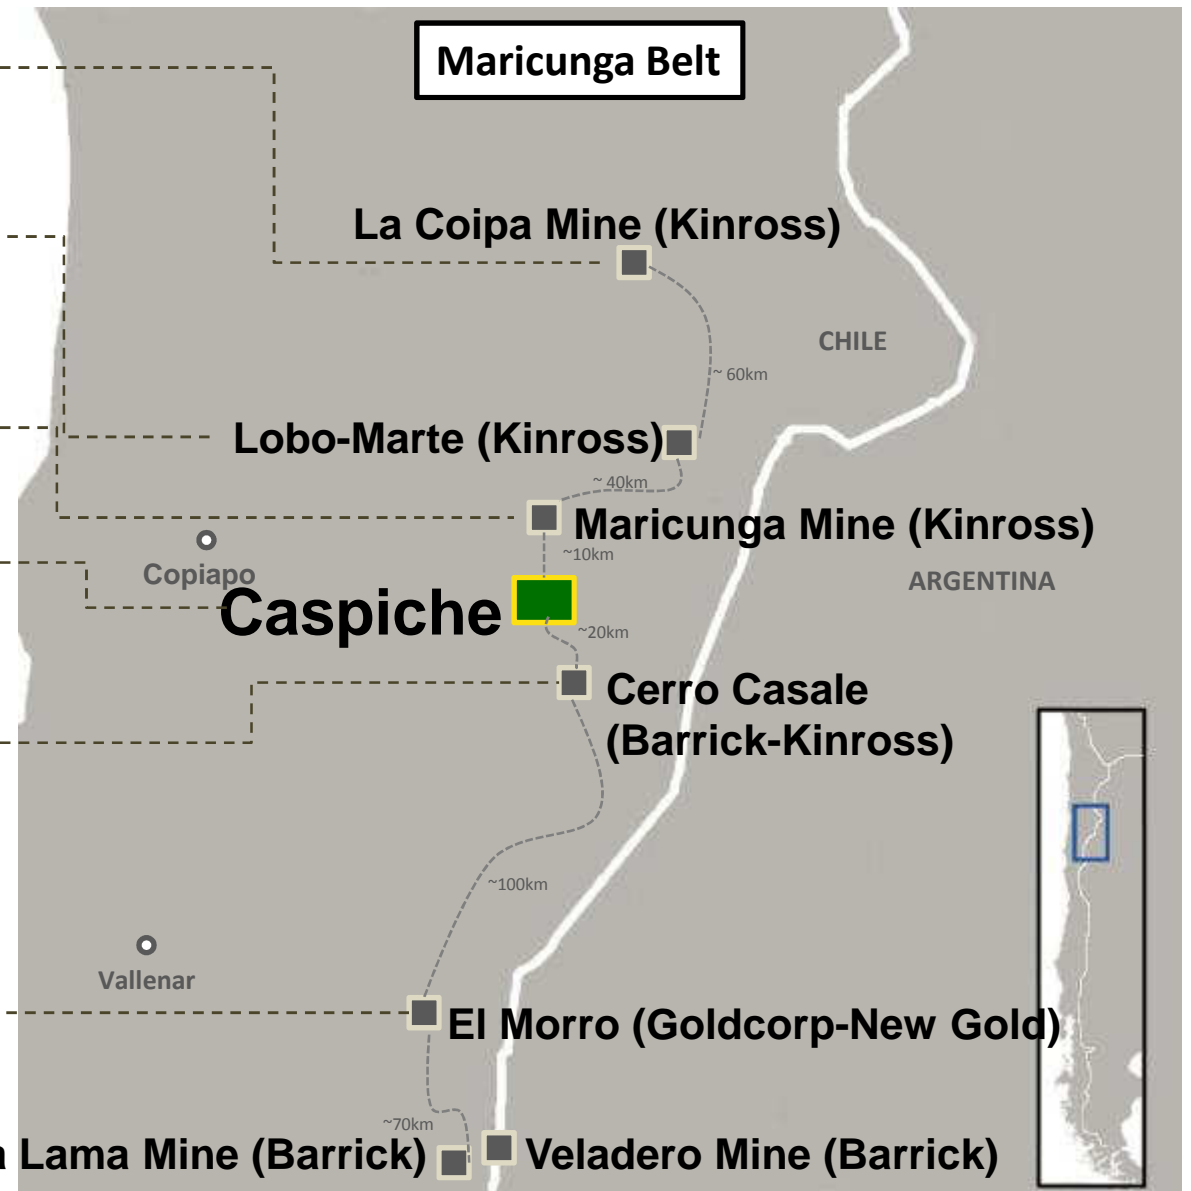 Maricunga Belt
La Coipa Mine (Kinross)
CHILE
~ 60km
Lobo-Marte (Kinross)
~ 40km
Maricunga Mine (Kinross)
~10km
Copiapo
ARGENTINA
Caspiche
~20km
Cerro Casale
(Barrick-Kinross)
~100km
Vallenar
El Morro (Goldcorp-New Gold)
~70km
a Lama Mine (Barrick)
Veladero Mine (Barrick)